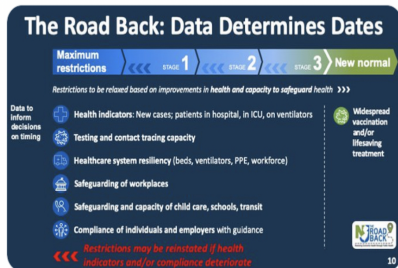 The Road Back: Data Determines Dates
Maximum restrictions
STAGE 1
STAGE 2
STAGE 3
New normal
Restrictions to be relaxed based on improvements in health and capacity to safeguard health
Data to inform decisions on timing
Health indicators: New cases; patients in hospital, in ICU, on ventilators
Testing and contact tracing capacity
Healthcare system resiliency (beds, ventilators, PPE, workforce)
Safeguarding of workplaces
Safeguarding and capacity of child care, schools, transit
Compliance of individuals and employers with guidance
Restrictions may be reinstated if health
indicators and/or compliance deteriorate
Widespread
vaccination
and/or
lifesaving
treatment
NJ ROAD BACK
10